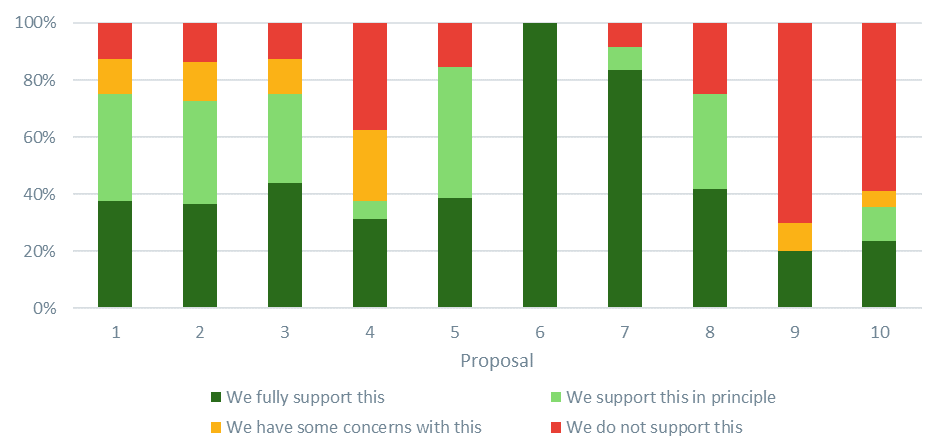 100%
80%
60%
40%
20%
0%
1 2 3 4 5 6 7 8 9 10
Proposal
We fully support this We support this in principle
We have some concerns with this We do not support this